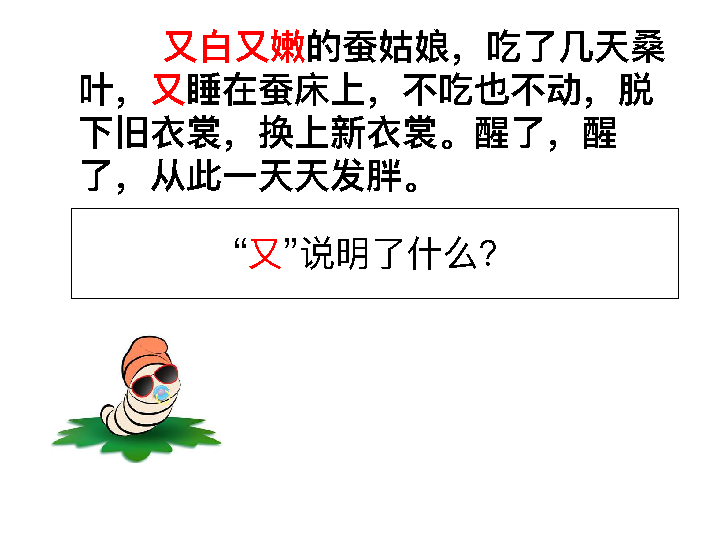 又白又嫩的蚕姑娘，吃了几天桑
叶，又睡在蚕床上，不吃也不动，脱
下旧衣裳，换上新衣裳。醒了，醒
了，从此一天天发胖。
“又”说明了什么?